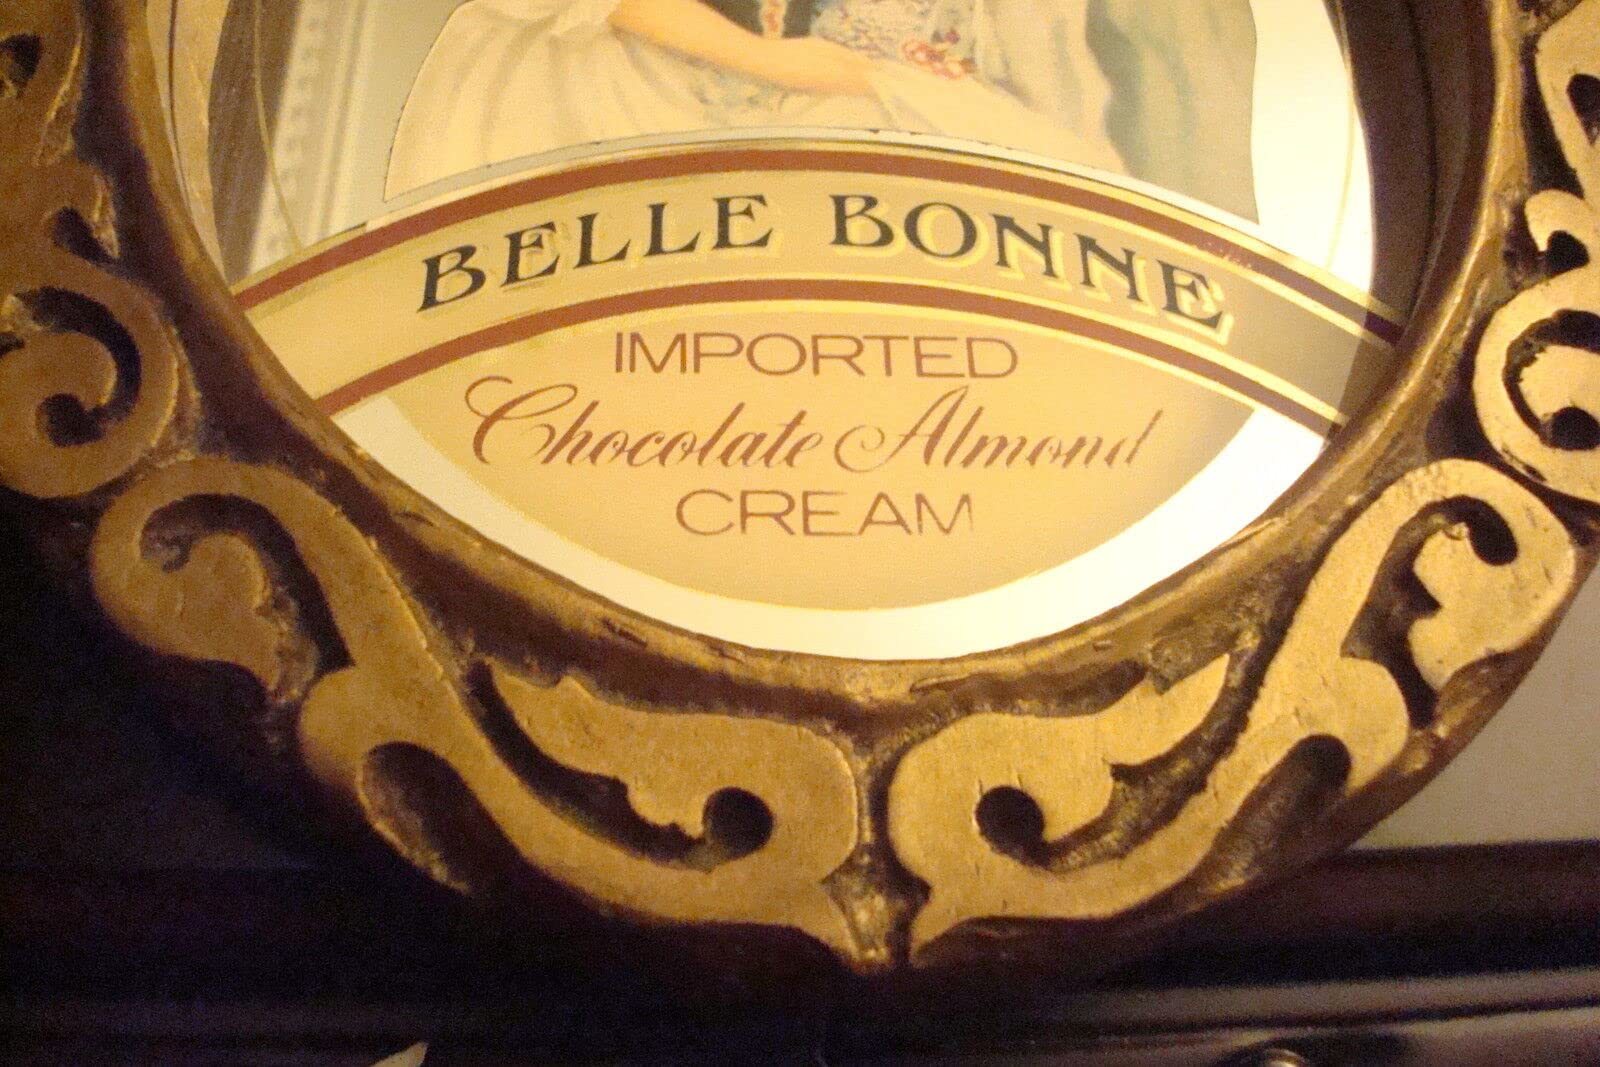 BELLE BONNE
IMPORTED
Chocolate Almond
CREAM